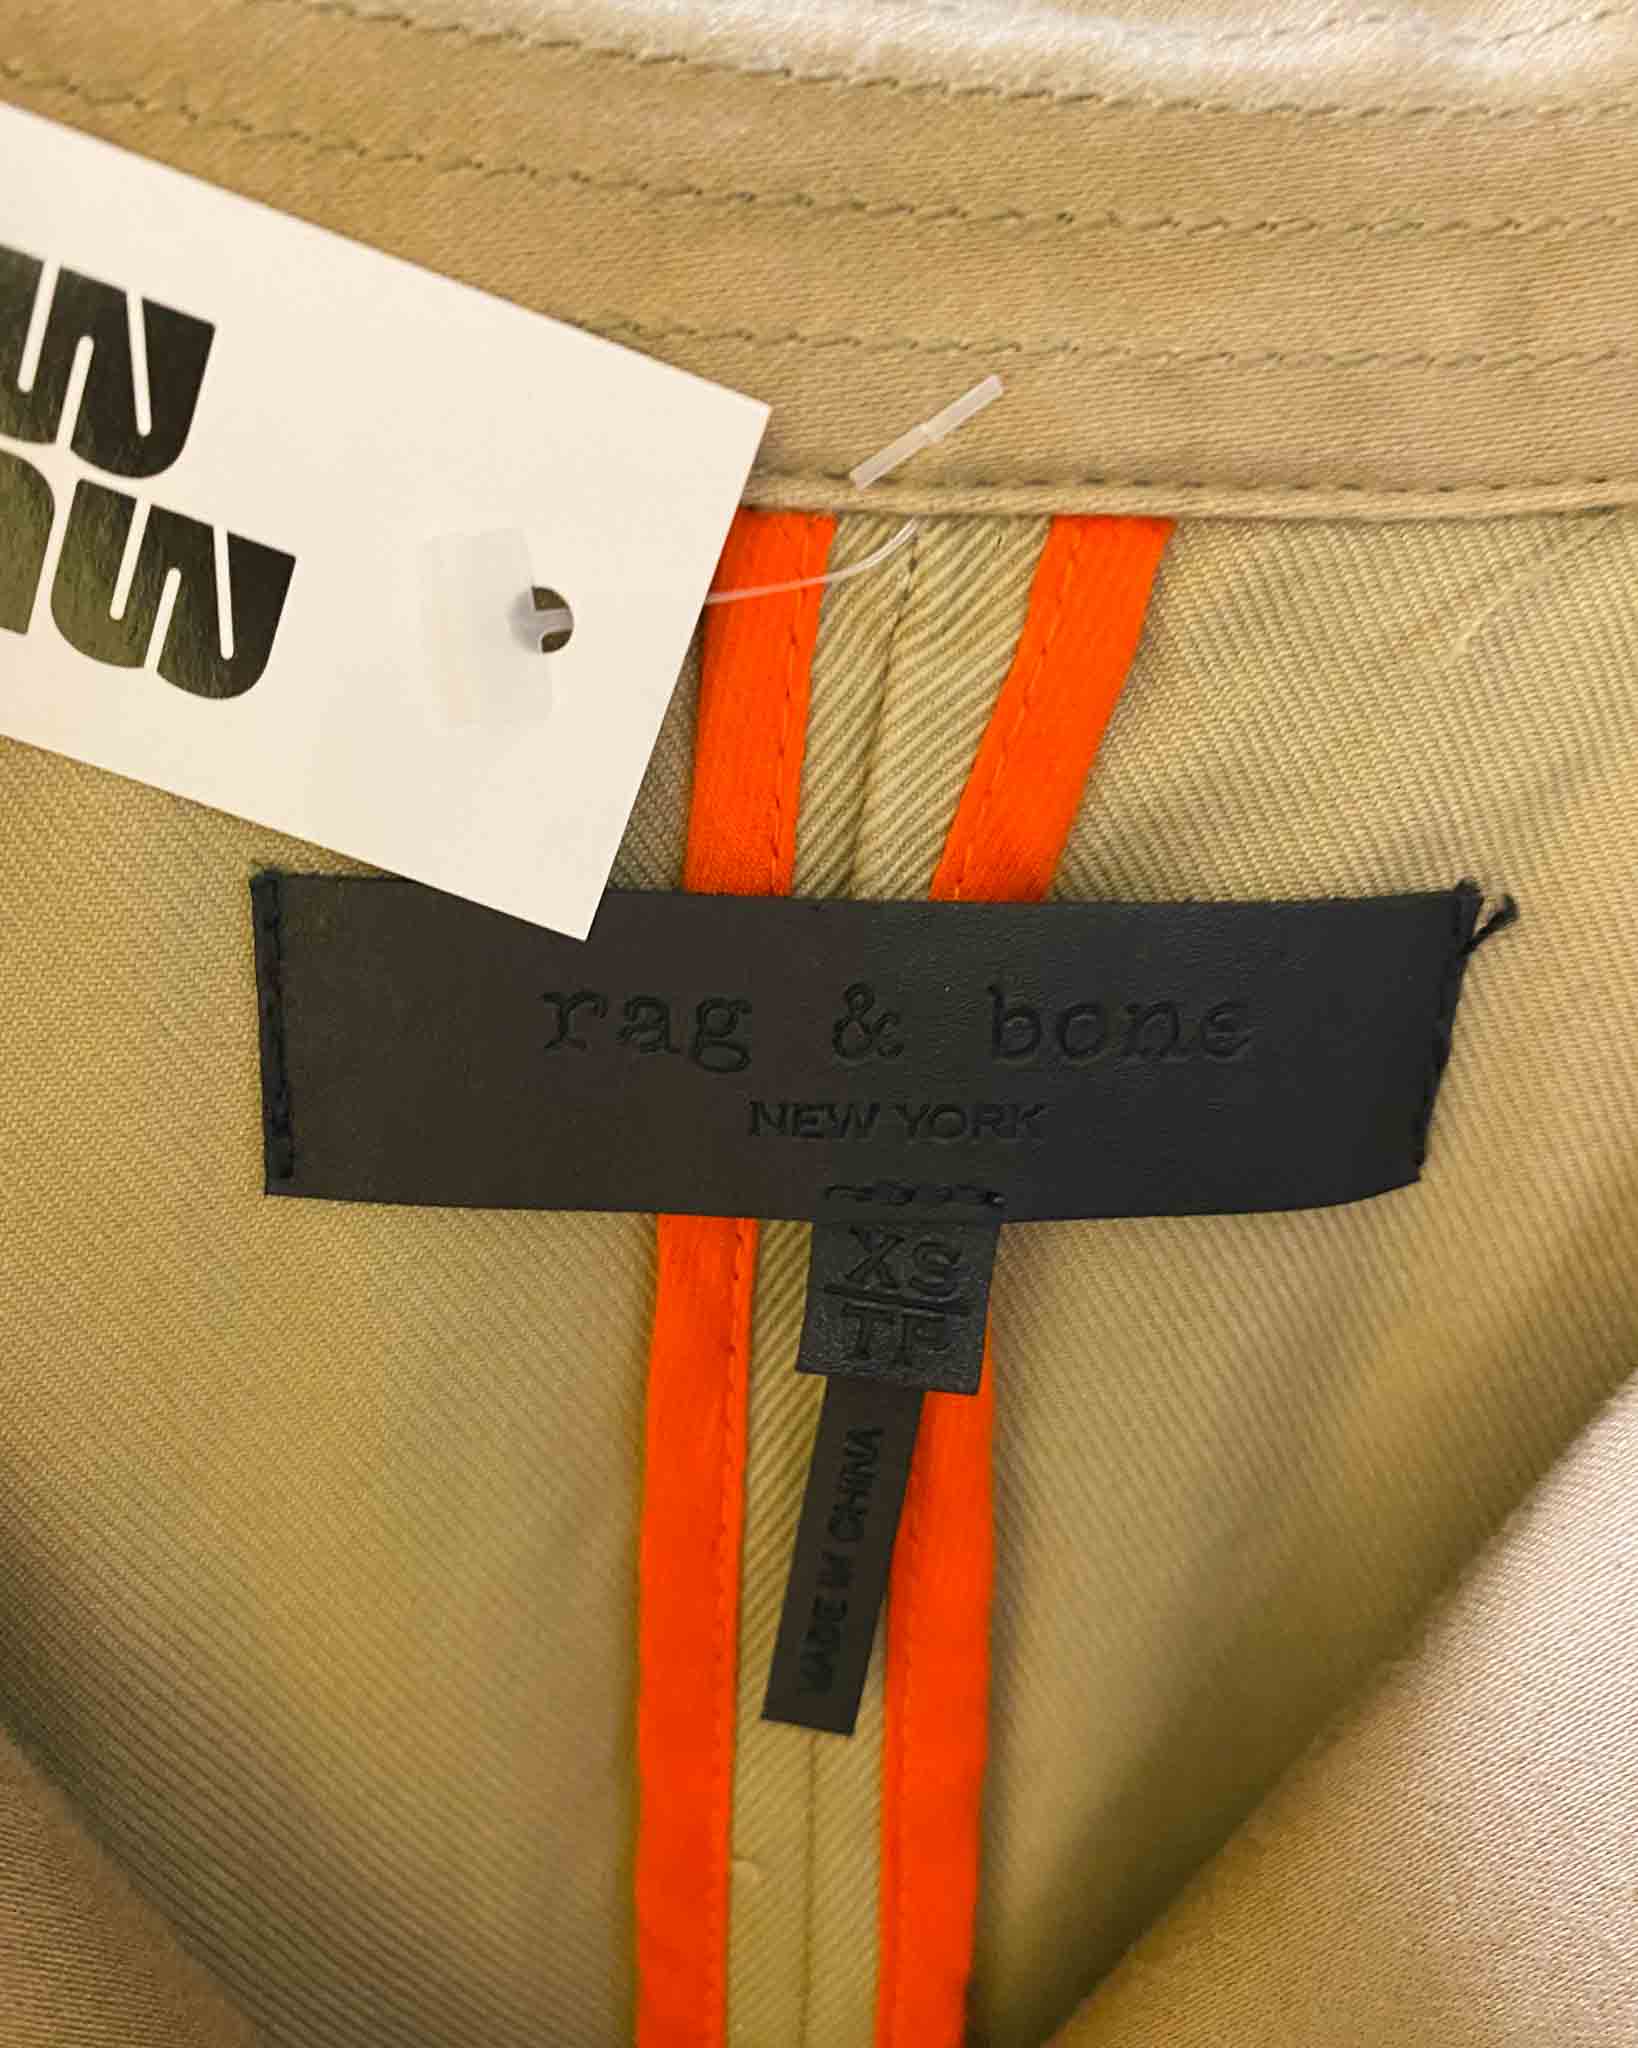 rag & bone
NEW YORK
XS
TP
MADE IN CHINA